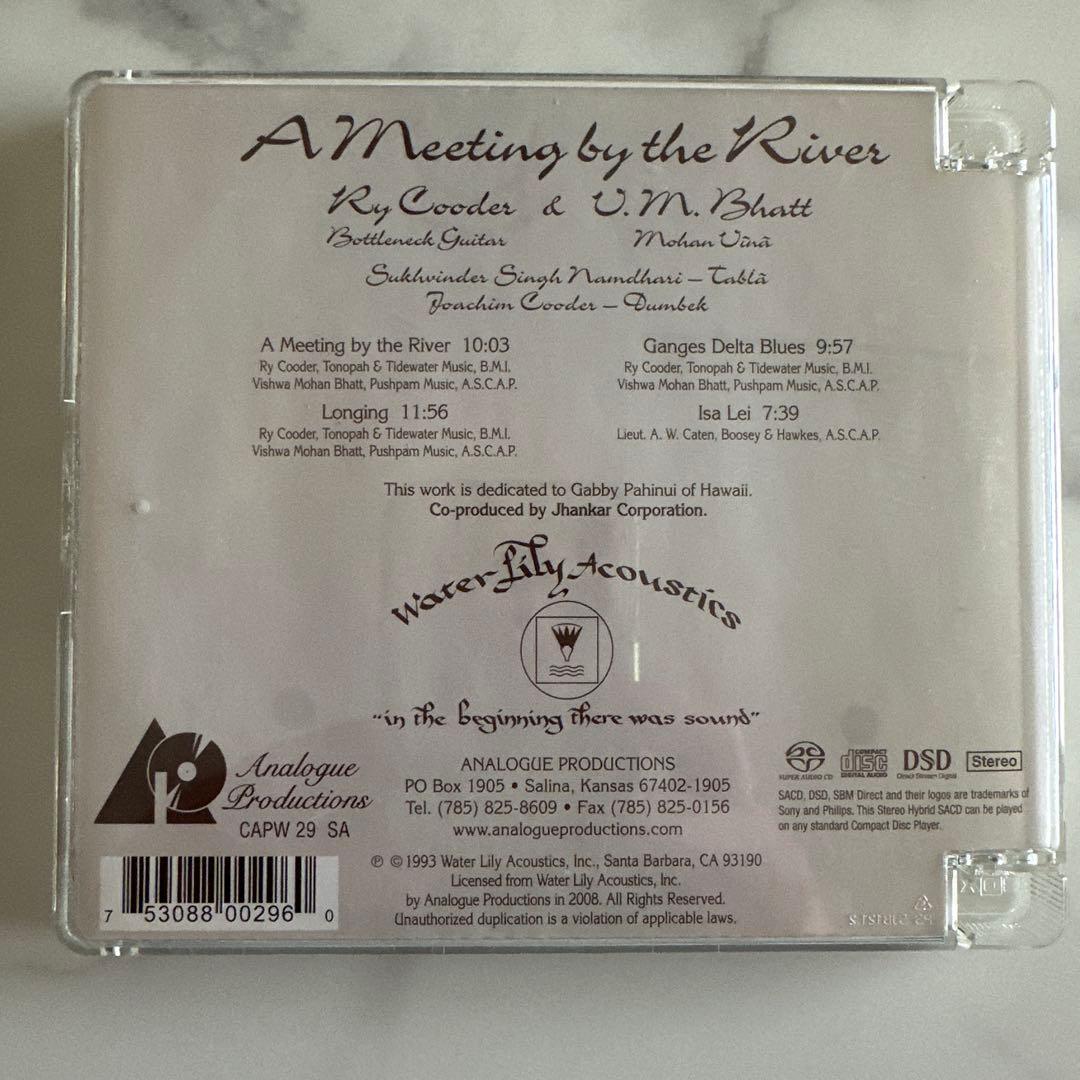 A Meeting by the River
Ry Cooder & V. M. Bhatt
Bottleneck Guitar Mohan Vīnā
Sukhvinder Singh Namdhari – Tablā
Joachim Cooder – Dumbek
A Meeting by the River 10:03
Ry Cooder, Tonopah & Tidewater Music, B.M.I.
Vishwa Mohan Bhatt, Pushpam Music, A.S.C.A.P.
Longing 11:56
Ry Cooder, Tonopah & Tidewater Music, B.M.I.
Vishwa Mohan Bhatt, Pushpam Music, A.S.C.A.P.
Ganges Delta Blues 9:57
Ry Cooder, Tonopah & Tidewater Music, B.M.I.
Vishwa Mohan Bhatt, Pushpam Music, A.S.C.A.P.
Isa Lei 7:39
Lieut. A. W. Caten, Boosey & Hawkes, A.S.C.A.P.
This work is dedicated to Gabby Pahinui of Hawaii.
Co-produced by Jhankar Corporation.
Water Lily Acoustics
"in the beginning there was sound"
Analogue
Productions
CAPW 29 SA
7 53088 00296 0
ANALOGUE PRODUCTIONS
PO Box 1905 • Salina, Kansas 67402-1905
Tel. (785) 825-8609 • Fax (785) 825-0156
www.analogueproductions.com
℗ © 1993 Water Lily Acoustics, Inc., Santa Barbara, CA 93190
Licensed from Water Lily Acoustics, Inc.
by Analogue Productions in 2008. All Rights Reserved.
Unauthorized duplication is a violation of applicable laws.
SUPER AUDIO CD
COMPACT
disc
DIGITAL AUDIO
DSD
Direct Stream Digital
Stereo
SACD, DSD, SBM Direct and their logos are trademarks of
Sony and Phillips. This Stereo Hybrid SACD can be played
on any standard Compact Disc Player.